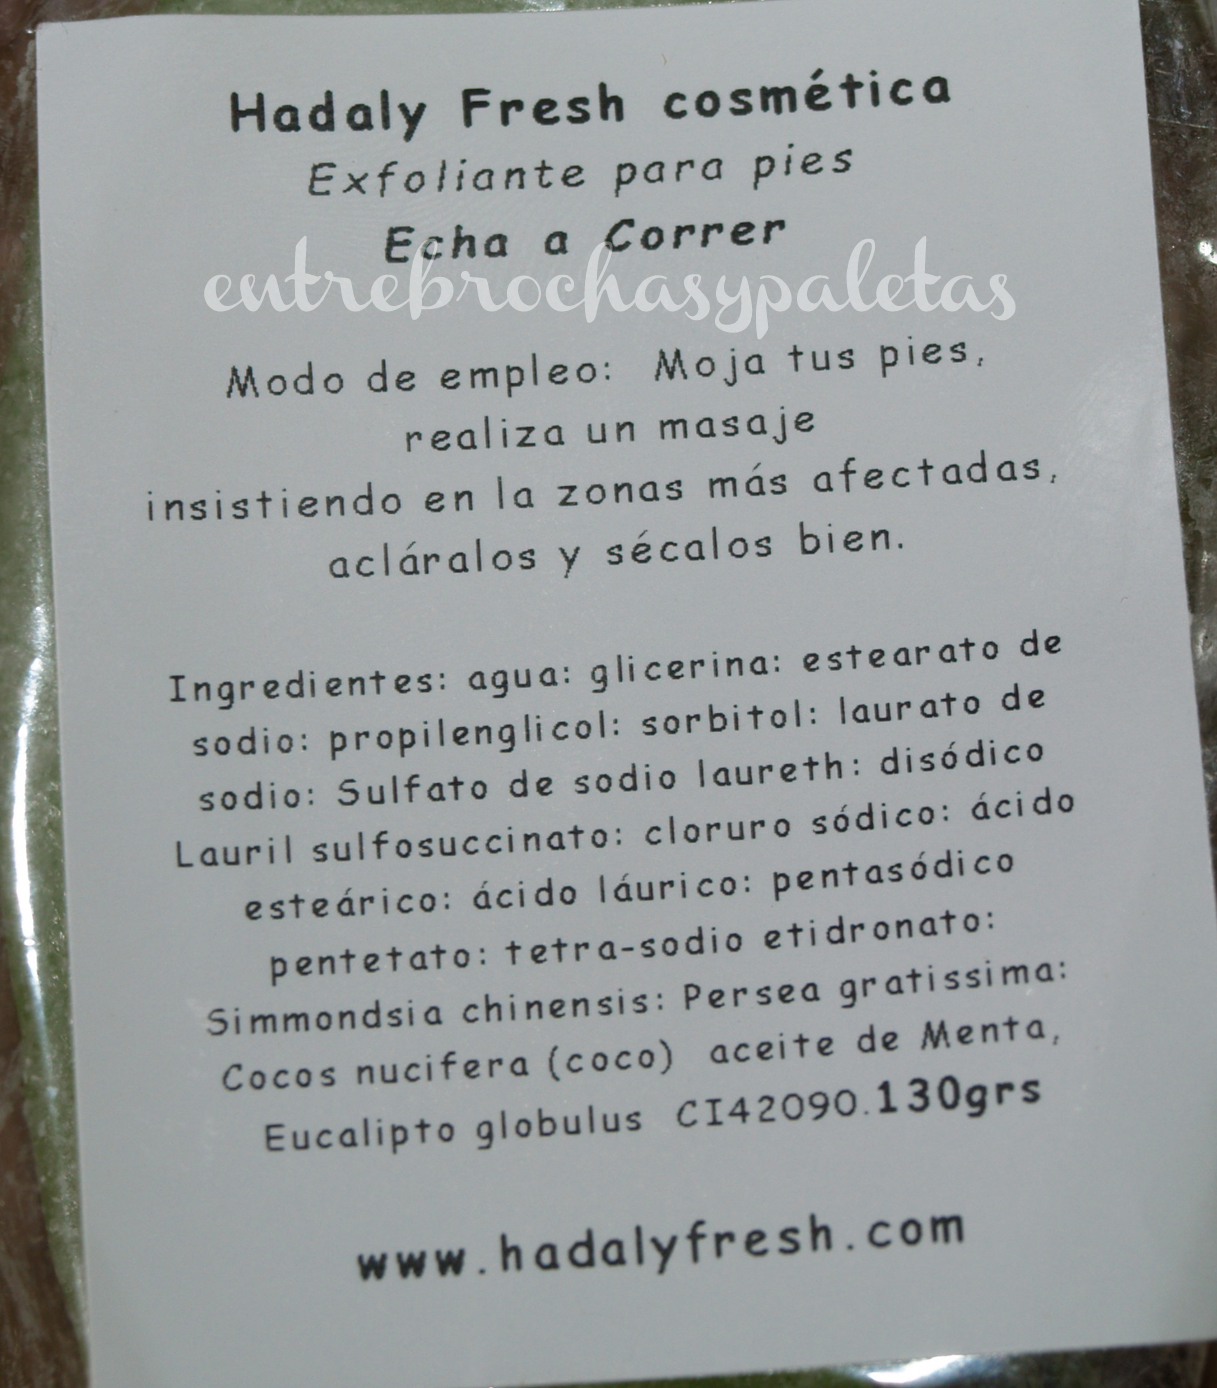 Hadaly Fresh cosmética
Exfoliante para pies
Echa a Correr
entrebrochasypaletas
Modo de empleo: Moja tus pies,
realiza un masaje
insistiendo en la zonas más afectadas,
acláralos y sécalos bien.
Ingredientes: agua: glicerina: estearato de
sodio: propilenglicol: sorbitol: laurato de
sodio: Sulfato de sodio laureth: disódico
Lauril sulfosuccinato: cloruro sódico: ácido
esteárico: ácido láurico: pentasódico
pentetato: tetra-sodio etidronato:
Simmondsia chinensis: Persea gratissima:
Cocos nucifera (coco) aceite de Menta,
Eucalipto globulus CI42090.130grs
www.hadalyfresh.com